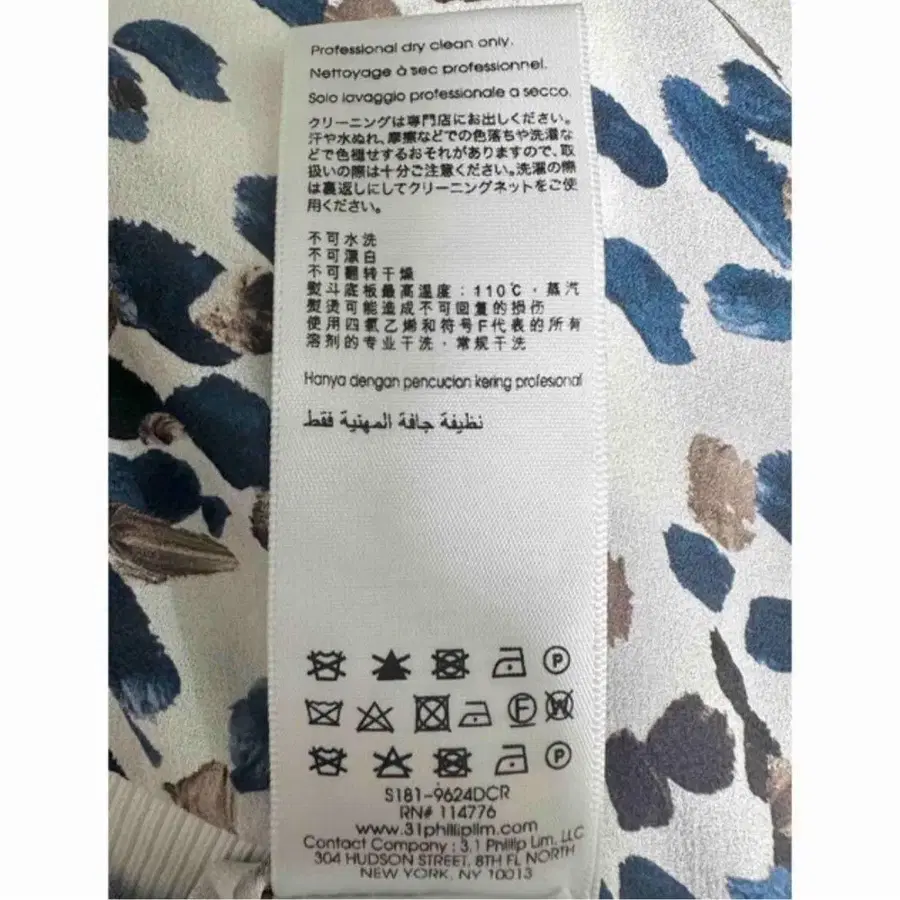 Professional dry clean only.
Nettoyage à sec professionnel.
Solo lavaggio professionale a secco.
クリーニングは専門店にお出しください。
汗や水ぬれ、摩擦などでの色落ちや洗濯な
どで色褪せするおそれがありますので、取
扱いの際は十分ご注意ください。洗濯の際
は裏返しにしてクリーニングネットをご使
用ください。
不可水洗
不可漂白
不可翻转干燥
熨斗底板最高温度：110℃，蒸汽
熨烫可能造成不可回复的损伤
使用四氯乙烯和符号F代表的所有
溶剂的专业干洗，常规干洗
Hanya dengan pencucian kering profesional
نظيفة جافة المهنية فقط
P
F W
P
S181-9624DCR
RN# 114776
www.31philliplim.com
Contact Company : 3.1 Phillip Lim, LLC
304 HUDSON STREET, 8TH FL NORTH
NEW YORK, NY 10013